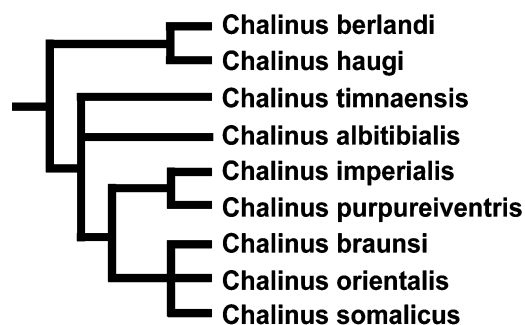 Chalinus berlandi
Chalinus haugi
Chalinus timnaensis
Chalinus albitibialis
Chalinus imperialis
Chalinus purpureiventris
Chalinus braunsi
Chalinus orientalis
Chalinus somalicus